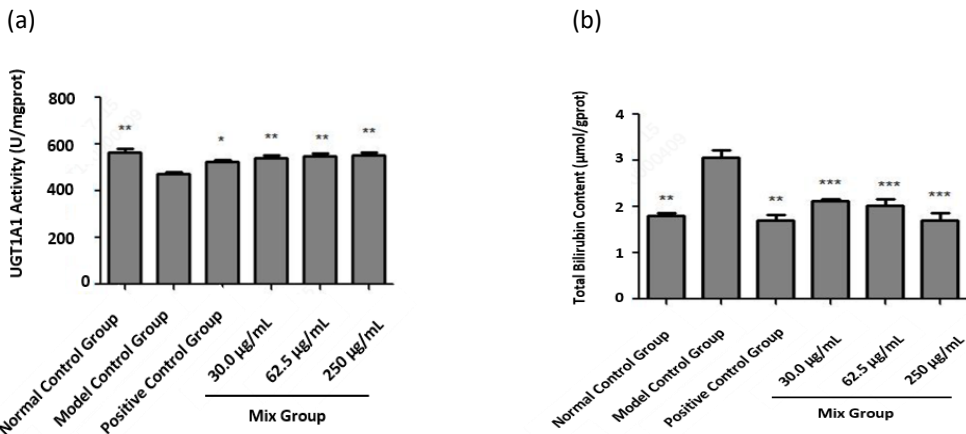 (a)
UGT1A1 Activity (U/mgprot)
800
600
400
200
0
**
*
**
**
**
Normal Control Group
Model Control Group
Positive Control Group
30.0 µg/mL
62.5 µg/mL
250 µg/mL
Mix Group
(b)
Total Bilirubin Content (µmol/gprot)
4
3
2
1
0
**
**
***
***
***
Normal Control Group
Model Control Group
Positive Control Group
30.0 µg/mL
62.5 µg/mL
250 µg/mL
Mix Group